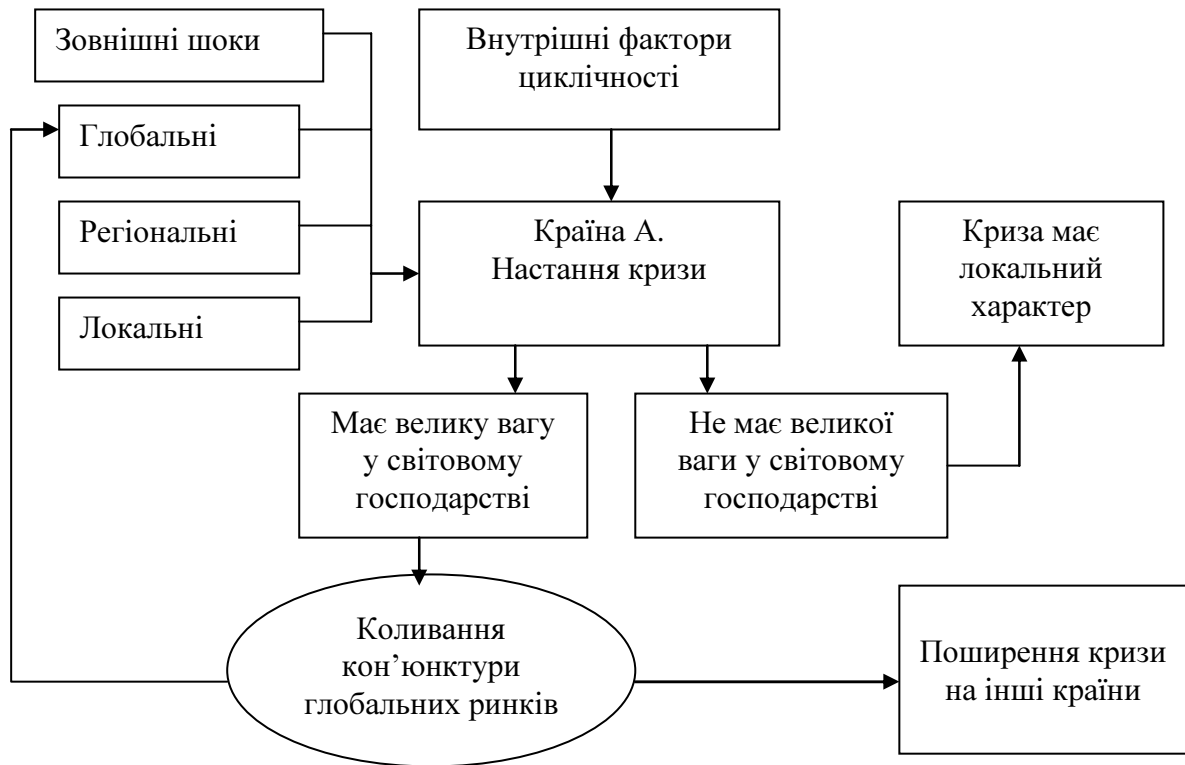 Зовнішні шоки
Внутрішні фактори
циклічності
Глобальні
Регіональні
Локальні
Країна А.
Настання кризи
Криза має
локальний
характер
Має велику вагу
у світовому
господарстві
Не має великої
ваги у світовому
господарстві
Коливання
кон’юнктури
глобальних ринків
Поширення кризи
на інші країни